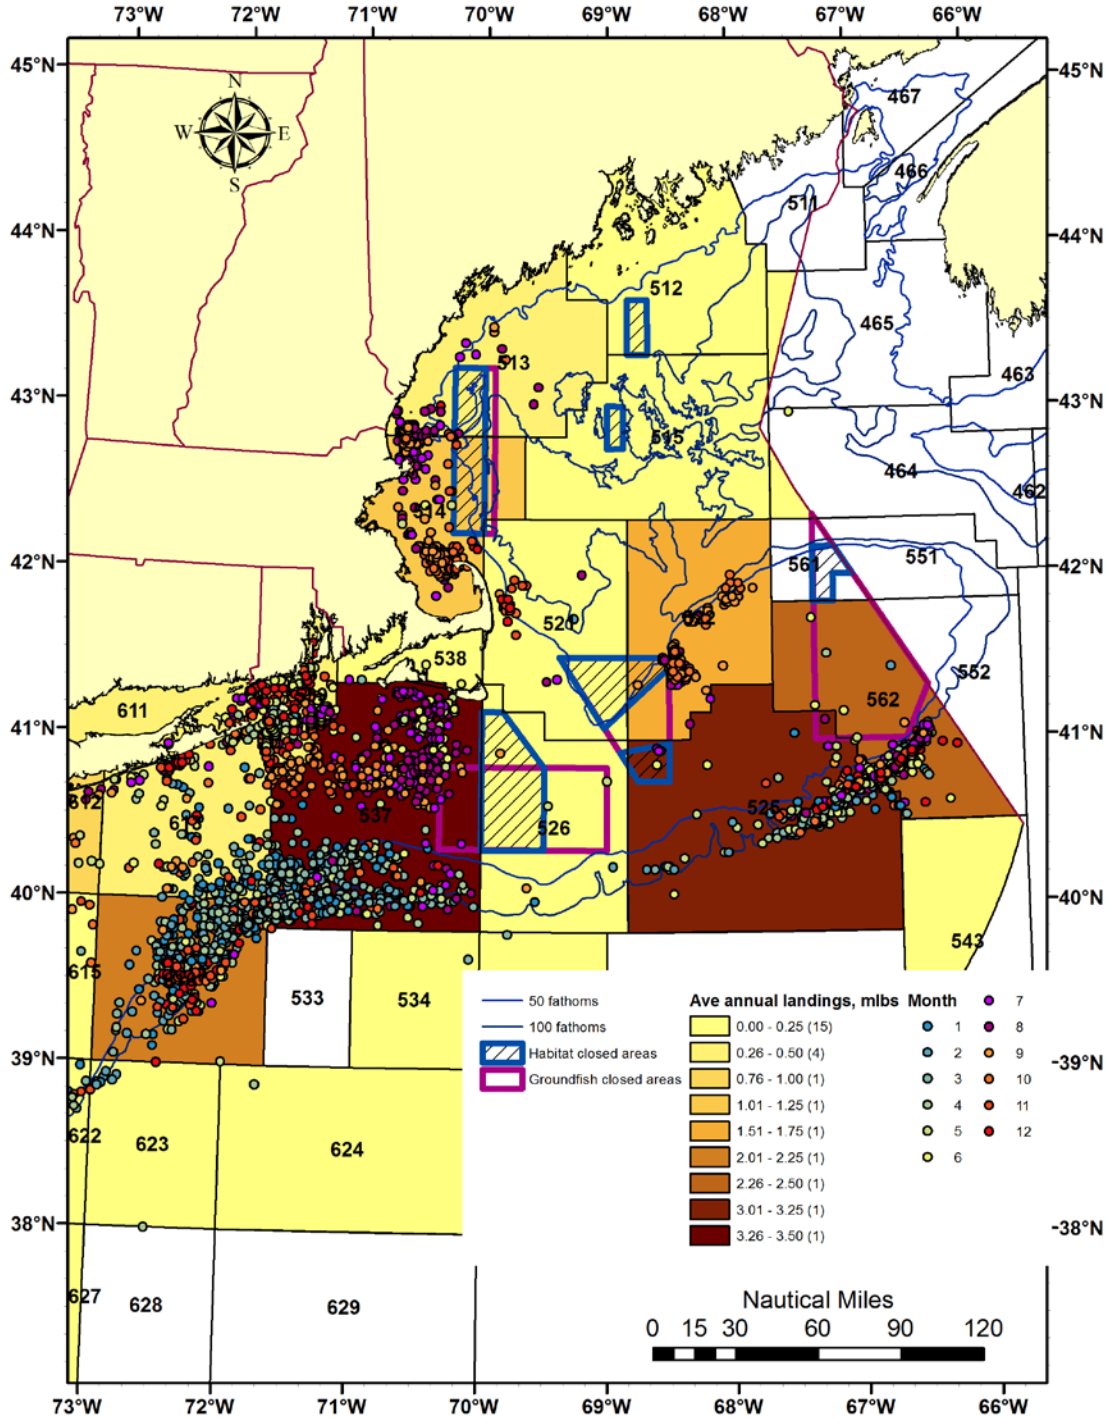 73°W 72°W 71°W 70°W 69°W 68°W 67°W 66°W
45°N 45°N
N
W E
S
467
466
511
44°N 44°N
512
465
513
463
43°N 43°N
515
464
462
514
42°N 42°N
561 551
521
522
538
552
562
611
41°N 41°N
612
537
525
526
40°N 40°N
543
615
533 534
39°N -39°N
622 623
624
38°N -38°N
627
628 629
50 fathoms
100 fathoms
Habitat closed areas
Groundfish closed areas
Ave annual landings, mlbs
0.00 - 0.25 (15)
0.26 - 0.50 (4)
0.76 - 1.00 (1)
1.01 - 1.25 (1)
1.51 - 1.75 (1)
2.01 - 2.25 (1)
2.26 - 2.50 (1)
3.01 - 3.25 (1)
3.26 - 3.50 (1)
Month
1
2
3
4
5
6
7
8
9
10
11
12
Nautical Miles
0 15 30 60 90 120
73°W 72°W 71°W 70°W 69°W 68°W 67°W 66°W